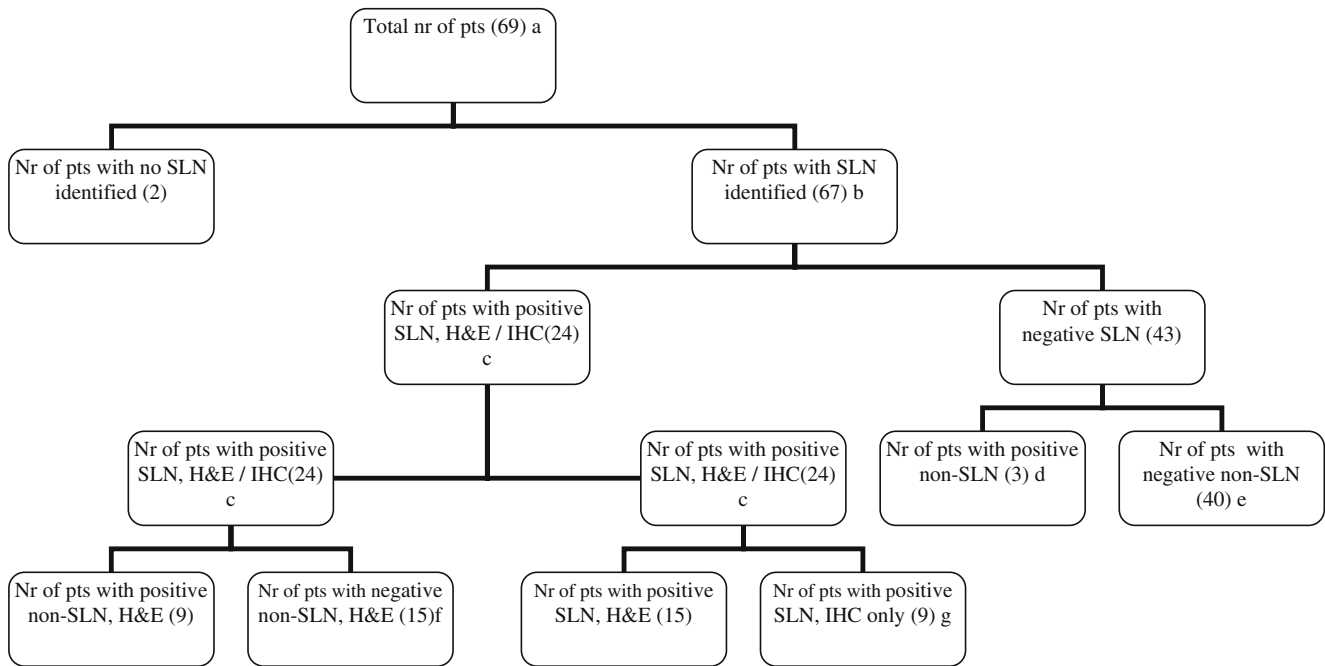 Total nr of pts (69) a
Nr of pts with no SLN
identified (2)
Nr of pts with SLN
identified (67) b
Nr of pts with positive
SLN, H&E / IHC(24)
c
Nr of pts with
negative SLN (43)
Nr of pts with positive
SLN, H&E / IHC(24)
c
Nr of pts with positive
SLN, H&E / IHC(24)
c
Nr of pts with positive
non-SLN (3) d
Nr of pts with
negative non-SLN
(40) e
Nr of pts with positive
non-SLN, H&E (9)
Nr of pts with negative
non-SLN, H&E (15)f
Nr of pts with positive
SLN, H&E (15)
Nr of pts with positive
SLN, IHC only (9) g